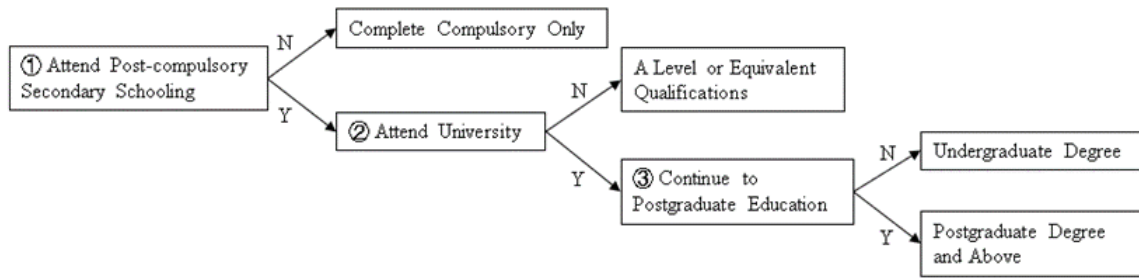 Complete Compulsory Only
N
① Attend Post-compulsory
Secondary Schooling
Y
A Level or Equivalent
Qualifications
N
② Attend University
Y
Undergraduate Degree
N
③ Continue to
Postgraduate Education
Y
Postgraduate Degree
and Above